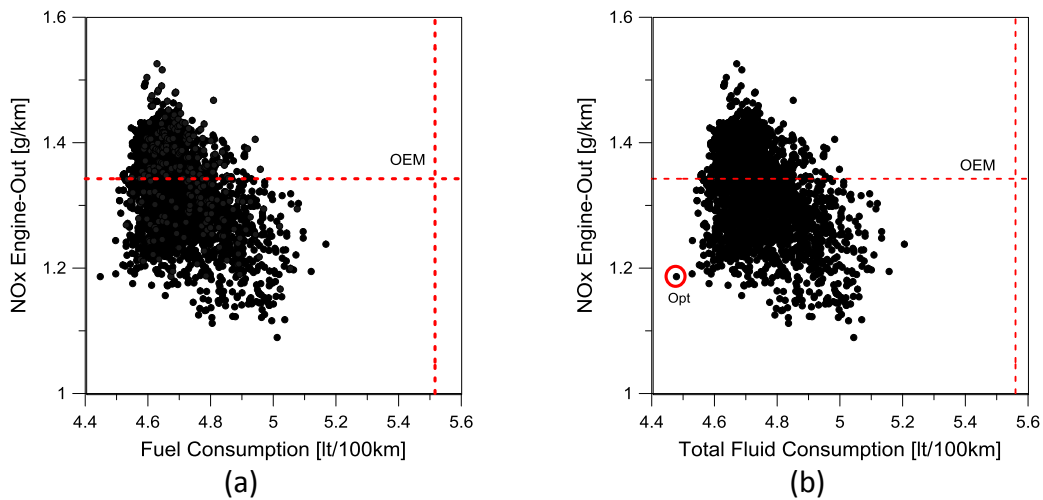 1.6
1.4
1.2
1
NOx Engine-Out [g/km]
OEM
4.4 4.6 4.8 5 5.2 5.4 5.6
Fuel Consumption [lt/100km]
(a)
1.6
1.4
1.2
1
NOx Engine-Out [g/km]
OEM
Opt
4.4 4.6 4.8 5 5.2 5.4 5.6
Total Fluid Consumption [lt/100km]
(b)